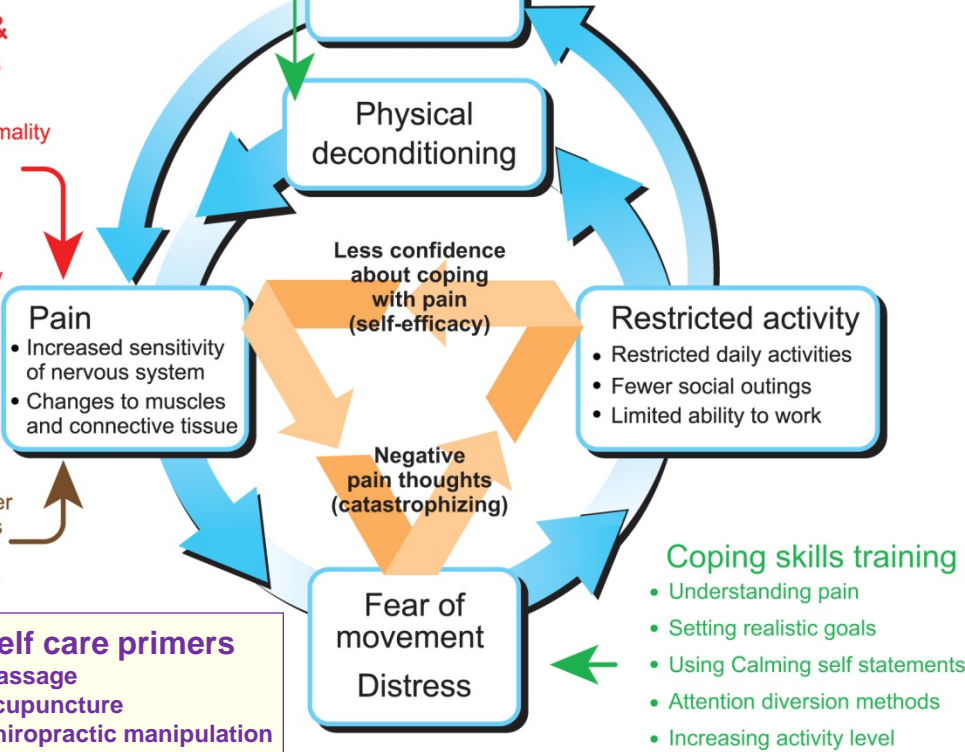 &
Physical
deconditioning
Less confidence
about coping
with pain
(self-efficacy)
Pain
• Increased sensitivity
of nervous system
• Changes to muscles
and connective tissue
Restricted activity
• Restricted daily activities
• Fewer social outings
• Limited ability to work
Negative
pain thoughts
(catastrophizing)
Fear of
movement
Distress
Coping skills training
• Understanding pain
• Setting realistic goals
• Using Calming self statements
• Attention diversion methods
• Increasing activity level
elf care primers
assage
cupuncture
hiropractic manipulation